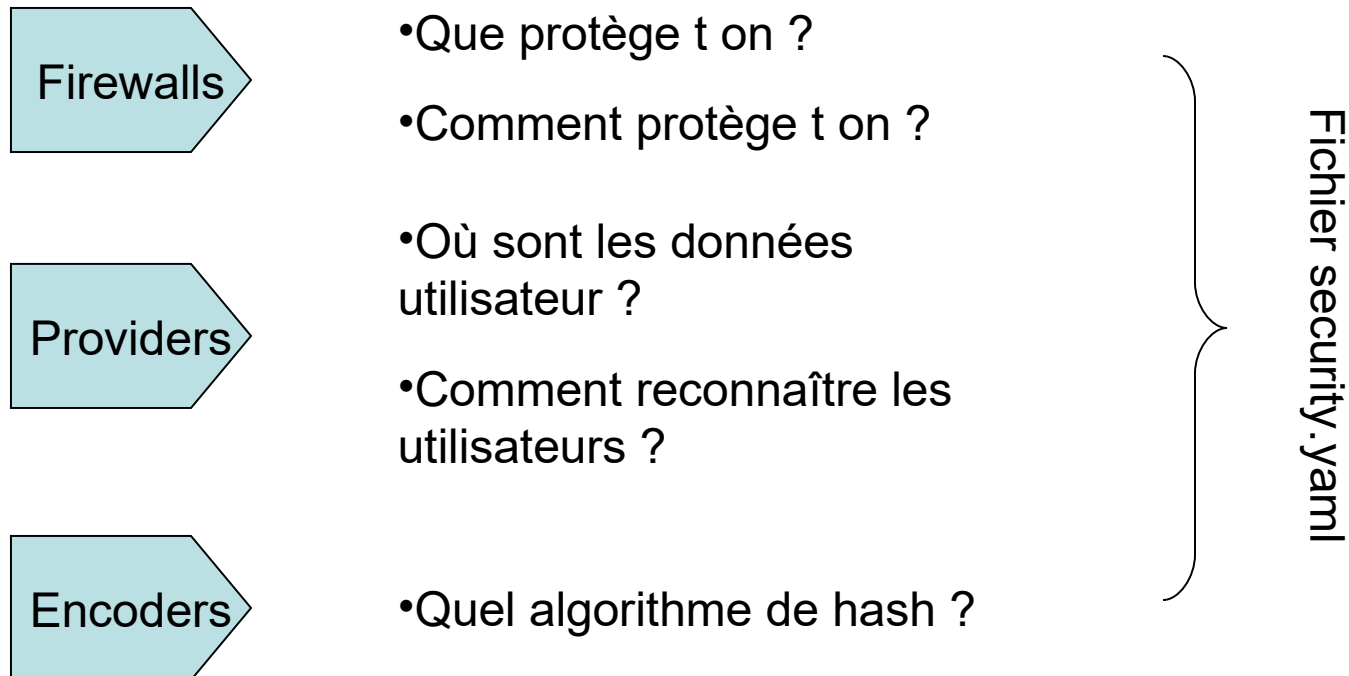 Firewalls
•Que protège t on ?
•Comment protège t on ?
Providers
•Où sont les données
utilisateur ?
•Comment reconnaître les
utilisateurs ?
Encoders
•Quel algorithme de hash ?
Fichier security.yaml